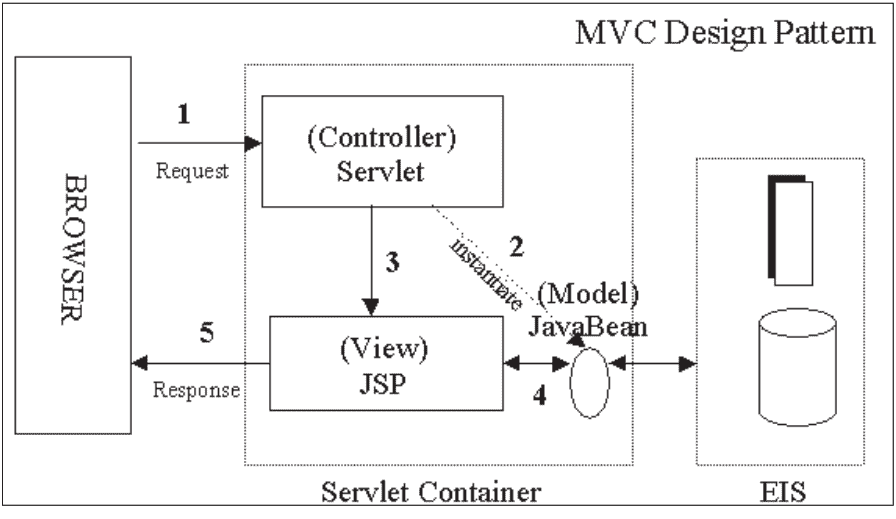 MVC Design Pattern
BROWSER
1
Request
(Controller)
Servlet
2
instantiate
3
(Model)
JavaBean
(View)
JSP
4
5
Response
Servlet Container
EIS